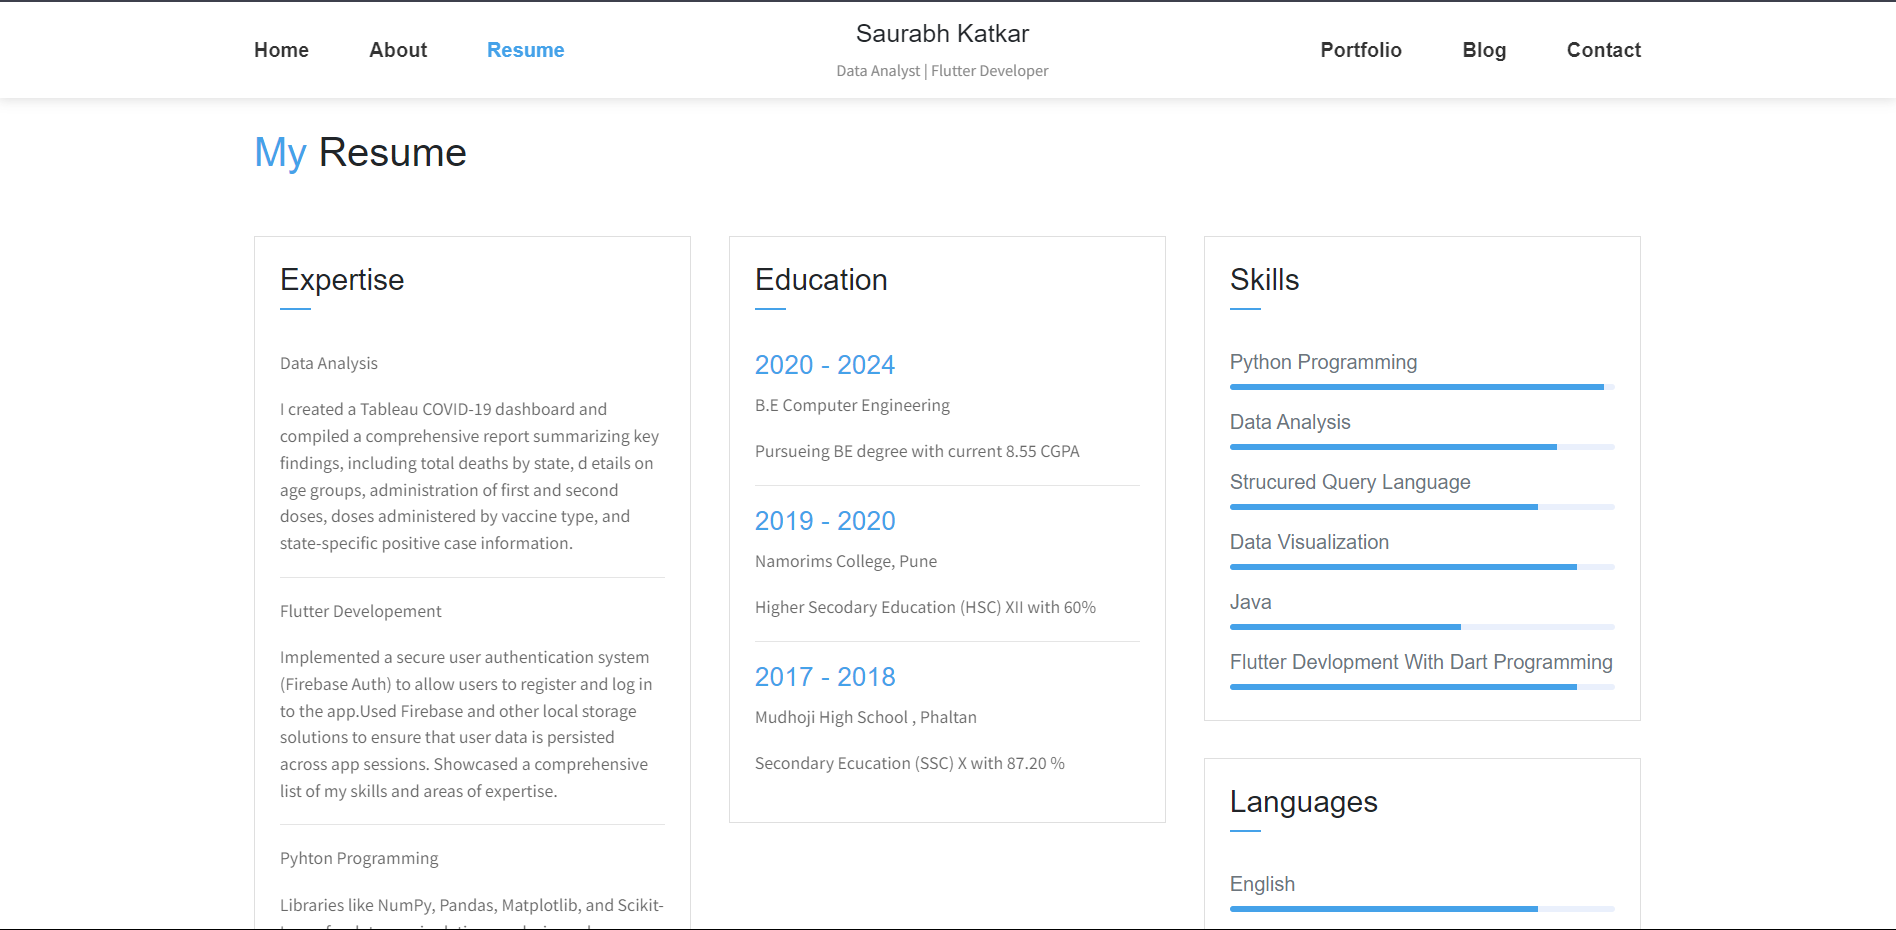 Home
About
Resume
Saurabh Katkar
Data Analyst | Flutter Developer
Portfolio
Blog
Contact
My Resume
Expertise
Data Analysis
I created a Tableau COVID-19 dashboard and
compiled a comprehensive report summarizing key
findings, including total deaths by state, d etails on
age groups, administration of first and second
doses, doses administered by vaccine type, and
state-specific positive case information.
Flutter Developement
Implemented a secure user authentication system
(Firebase Auth) to allow users to register and log in
to the app.Used Firebase and other local storage
solutions to ensure that user data is persisted
across app sessions. Showcased a comprehensive
list of my skills and areas of expertise.
Pyhton Programming
Libraries like NumPy, Pandas, Matplotlib, and Scikit-
Education
2020 - 2024
B.E Computer Engineering
Pursueing BE degree with current 8.55 CGPA
2019 - 2020
Namorims College, Pune
Higher Secodary Education (HSC) XII with 60%
2017 - 2018
Mudhoji High School , Phaltan
Secondary Ecucation (SSC) X with 87.20 %
Skills
Python Programming
Data Analysis
Strucured Query Language
Data Visualization
Java
Flutter Devlopment With Dart Programming
Languages
English